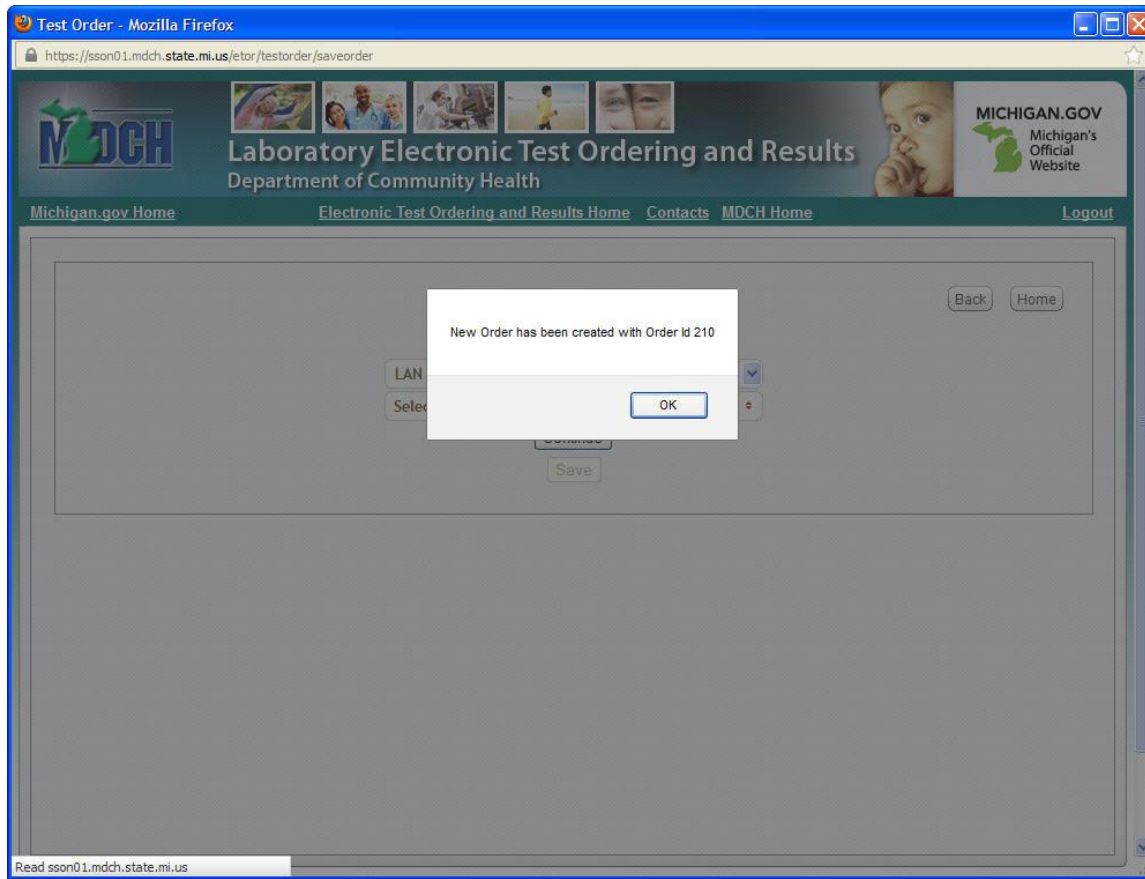 Test Order - Mozilla Firefox
https://sson01.mdch.state.mi.us/etor/testorder/saveorder
MDCH
Laboratory Electronic Test Ordering and Results
Department of Community Health
MICHIGAN.GOV
Michigan's
Official
Website
Michigan.gov Home Electronic Test Ordering and Results Home Contacts MDCH Home Logout
Back Home
New Order has been created with Order Id 210
LAN
Selec
OK
Continue
Save
Read sson01.mdch.state.mi.us